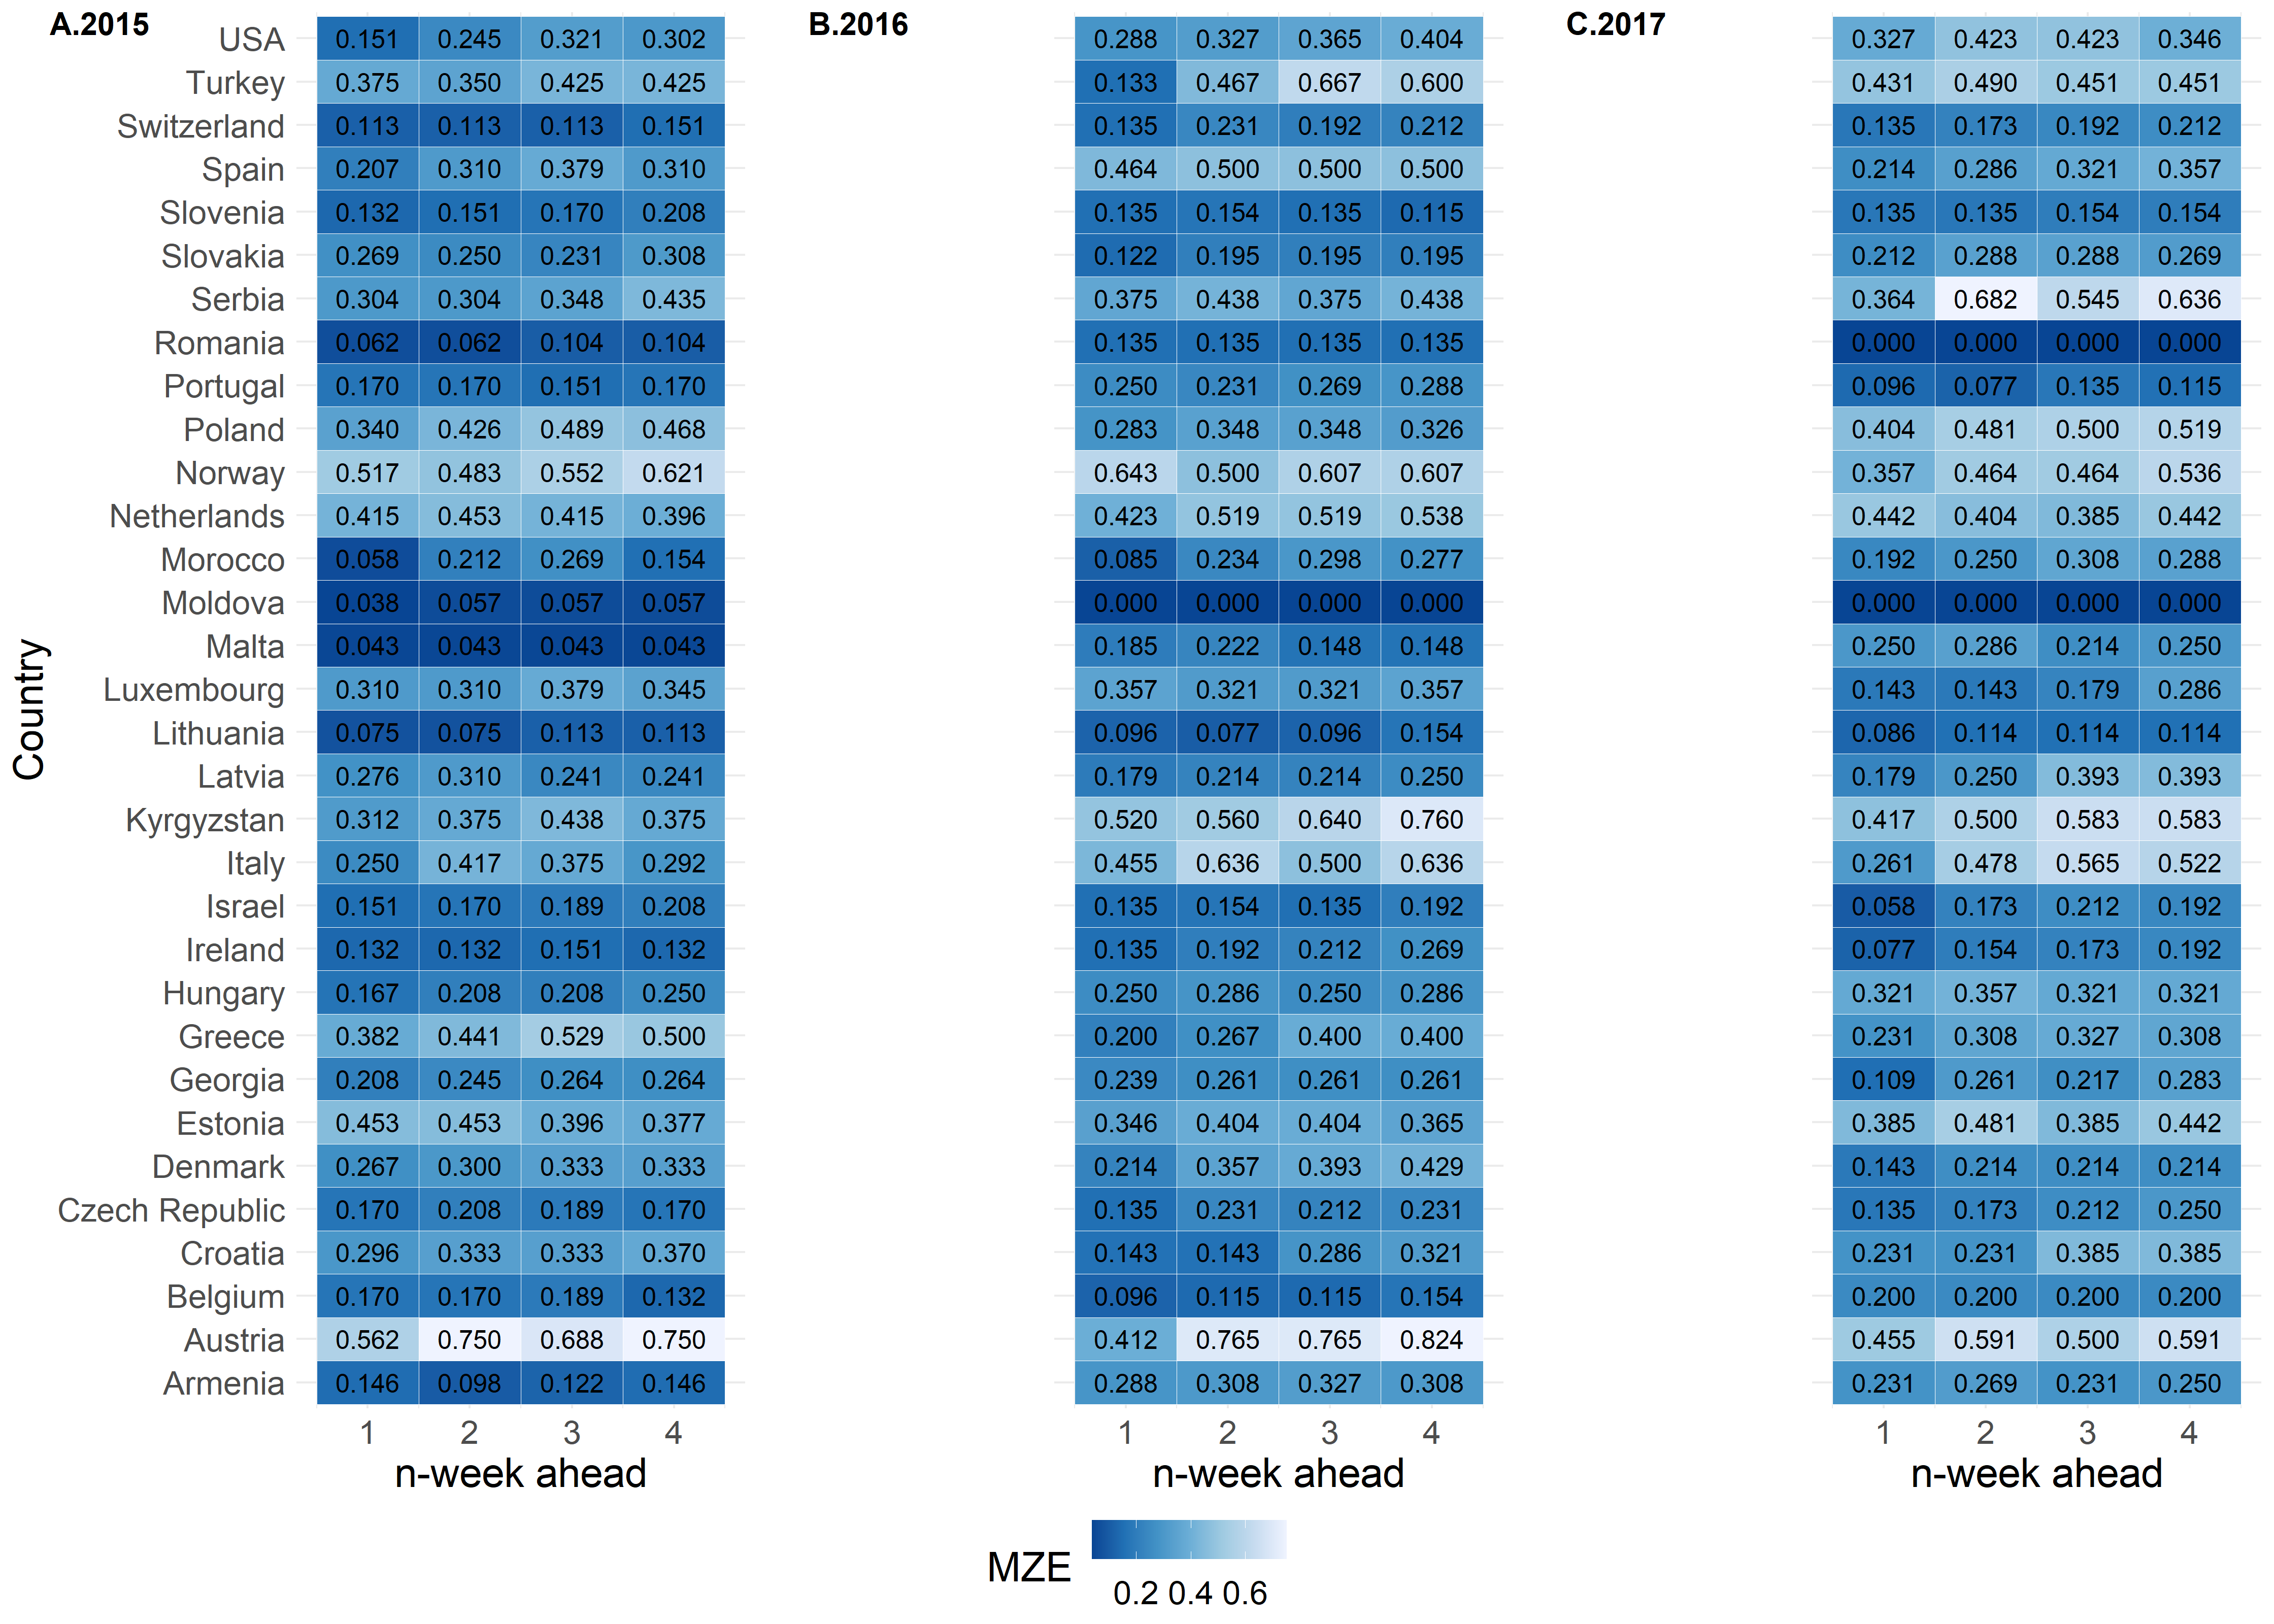 A.2015 B.2016 C.2017
USA 0.151 0.245 0.321 0.302 0.288 0.327 0.365 0.404 0.327 0.423 0.423 0.346
Turkey 0.375 0.350 0.425 0.425 0.133 0.467 0.667 0.600 0.431 0.490 0.451 0.451
Switzerland 0.113 0.113 0.113 0.151 0.135 0.231 0.192 0.212 0.135 0.173 0.192 0.212
Spain 0.207 0.310 0.379 0.310 0.464 0.500 0.500 0.500 0.214 0.286 0.321 0.357
Slovenia 0.132 0.151 0.170 0.208 0.135 0.154 0.135 0.115 0.135 0.135 0.154 0.154
Slovakia 0.269 0.250 0.231 0.308 0.122 0.195 0.195 0.195 0.212 0.288 0.288 0.269
Serbia 0.304 0.304 0.348 0.435 0.375 0.438 0.375 0.438 0.364 0.682 0.545 0.636
Romania 0.062 0.062 0.104 0.104 0.135 0.135 0.135 0.135 0.000 0.000 0.000 0.000
Portugal 0.170 0.170 0.151 0.170 0.250 0.231 0.269 0.288 0.096 0.077 0.135 0.115
Poland 0.340 0.426 0.489 0.468 0.283 0.348 0.348 0.326 0.404 0.481 0.500 0.519
Norway 0.517 0.483 0.552 0.621 0.643 0.500 0.607 0.607 0.357 0.464 0.464 0.536
Netherlands 0.415 0.453 0.415 0.396 0.423 0.519 0.519 0.538 0.442 0.404 0.385 0.442
Morocco 0.058 0.212 0.269 0.154 0.085 0.234 0.298 0.277 0.192 0.250 0.308 0.288
Moldova 0.038 0.057 0.057 0.057 0.000 0.000 0.000 0.000 0.000 0.000 0.000 0.000
Malta 0.043 0.043 0.043 0.043 0.185 0.222 0.148 0.148 0.250 0.286 0.214 0.250
Luxembourg 0.310 0.310 0.379 0.345 0.357 0.321 0.321 0.357 0.143 0.143 0.179 0.286
Lithuania 0.075 0.075 0.113 0.113 0.096 0.077 0.096 0.154 0.086 0.114 0.114 0.114
Latvia 0.276 0.310 0.241 0.241 0.179 0.214 0.214 0.250 0.179 0.250 0.393 0.393
Kyrgyzstan 0.312 0.375 0.438 0.375 0.520 0.560 0.640 0.760 0.417 0.500 0.583 0.583
Italy 0.250 0.417 0.375 0.292 0.455 0.636 0.500 0.636 0.261 0.478 0.565 0.522
Israel 0.151 0.170 0.189 0.208 0.135 0.154 0.135 0.192 0.058 0.173 0.212 0.192
Ireland 0.132 0.132 0.151 0.132 0.135 0.192 0.212 0.269 0.077 0.154 0.173 0.192
Hungary 0.167 0.208 0.208 0.250 0.250 0.286 0.250 0.286 0.321 0.357 0.321 0.321
Greece 0.382 0.441 0.529 0.500 0.200 0.267 0.400 0.400 0.231 0.308 0.327 0.308
Georgia 0.208 0.245 0.264 0.264 0.239 0.261 0.261 0.261 0.109 0.261 0.217 0.283
Estonia 0.453 0.453 0.396 0.377 0.346 0.404 0.404 0.365 0.385 0.481 0.385 0.442
Denmark 0.267 0.300 0.333 0.333 0.214 0.357 0.393 0.429 0.143 0.214 0.214 0.214
Czech Republic 0.170 0.208 0.189 0.170 0.135 0.231 0.212 0.231 0.135 0.173 0.212 0.250
Croatia 0.296 0.333 0.333 0.370 0.143 0.143 0.286 0.321 0.231 0.231 0.385 0.385
Belgium 0.170 0.170 0.189 0.132 0.096 0.115 0.115 0.154 0.200 0.200 0.200 0.200
Austria 0.562 0.750 0.688 0.750 0.412 0.765 0.765 0.824 0.455 0.591 0.500 0.591
Armenia 0.146 0.098 0.122 0.146 0.288 0.308 0.327 0.308 0.231 0.269 0.231 0.250
Country
1 2 3 4 1 2 3 4 1 2 3 4
n-week ahead n-week ahead n-week ahead
MZE
0.2 0.4 0.6